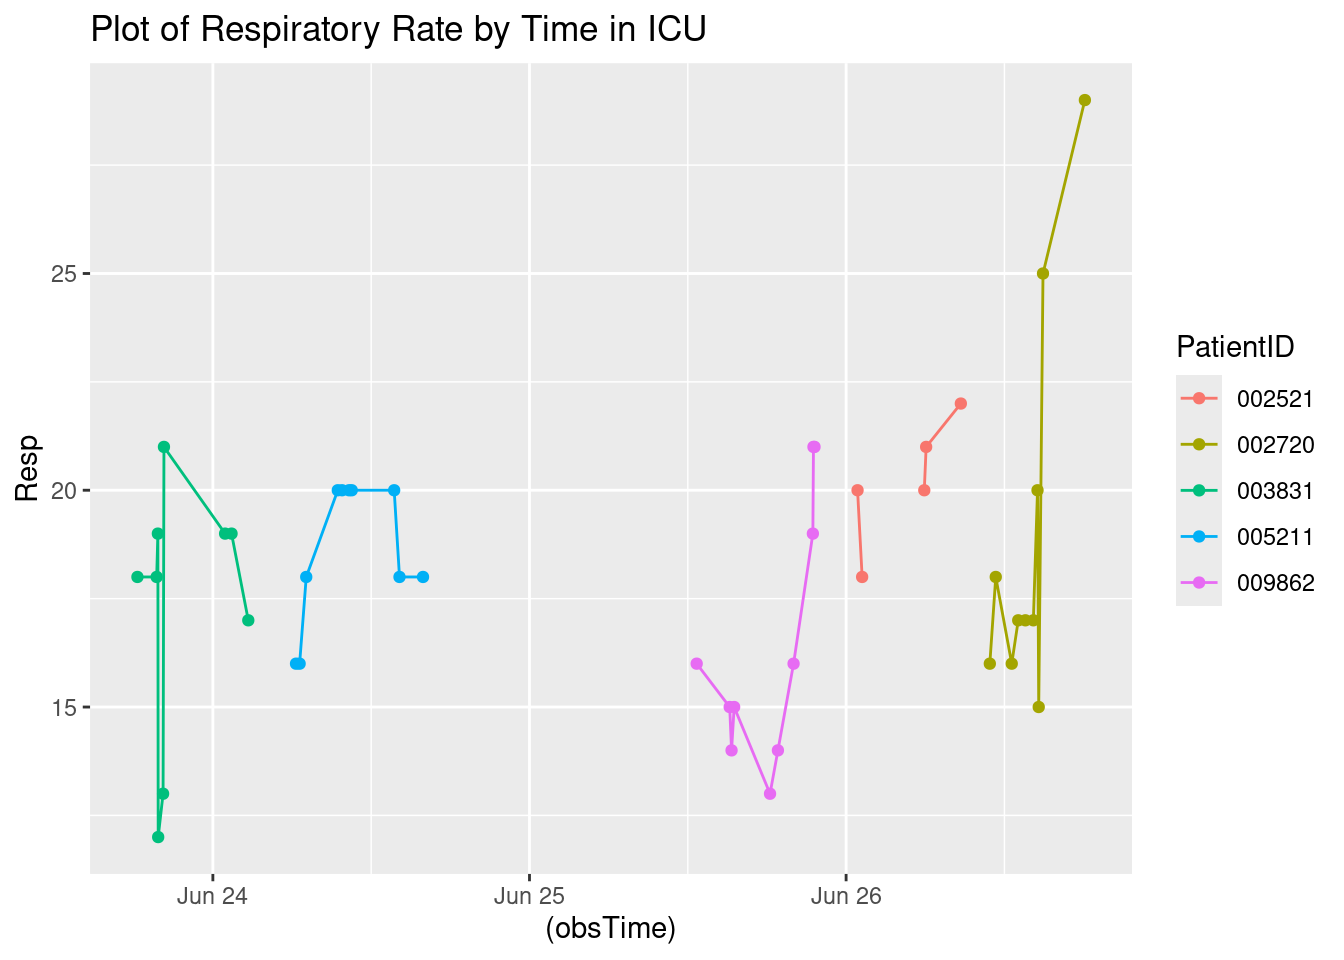 Plot of Respiratory Rate by Time in ICU
Resp
25
20
15
Jun 24
Jun 25
Jun 26
(obsTime)
PatientID
002521
002720
003831
005211
009862